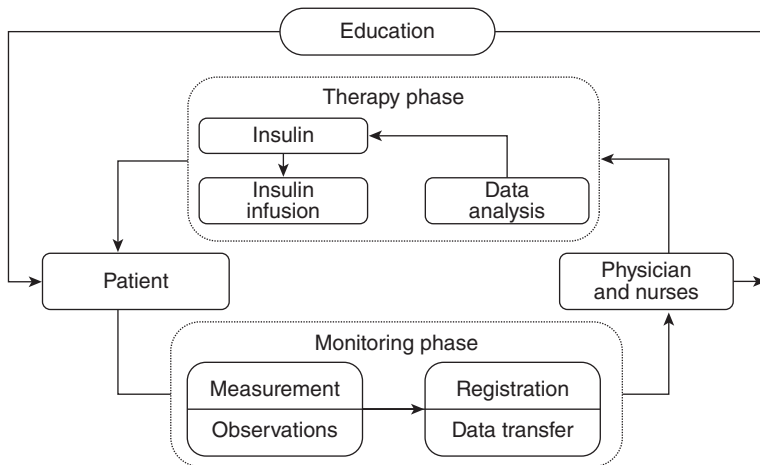 Education
Therapy phase
Insulin
Insulin
infusion
Data
analysis
Patient
Physician
and nurses
Monitoring phase
Measurement
Observations
Registration
Data transfer